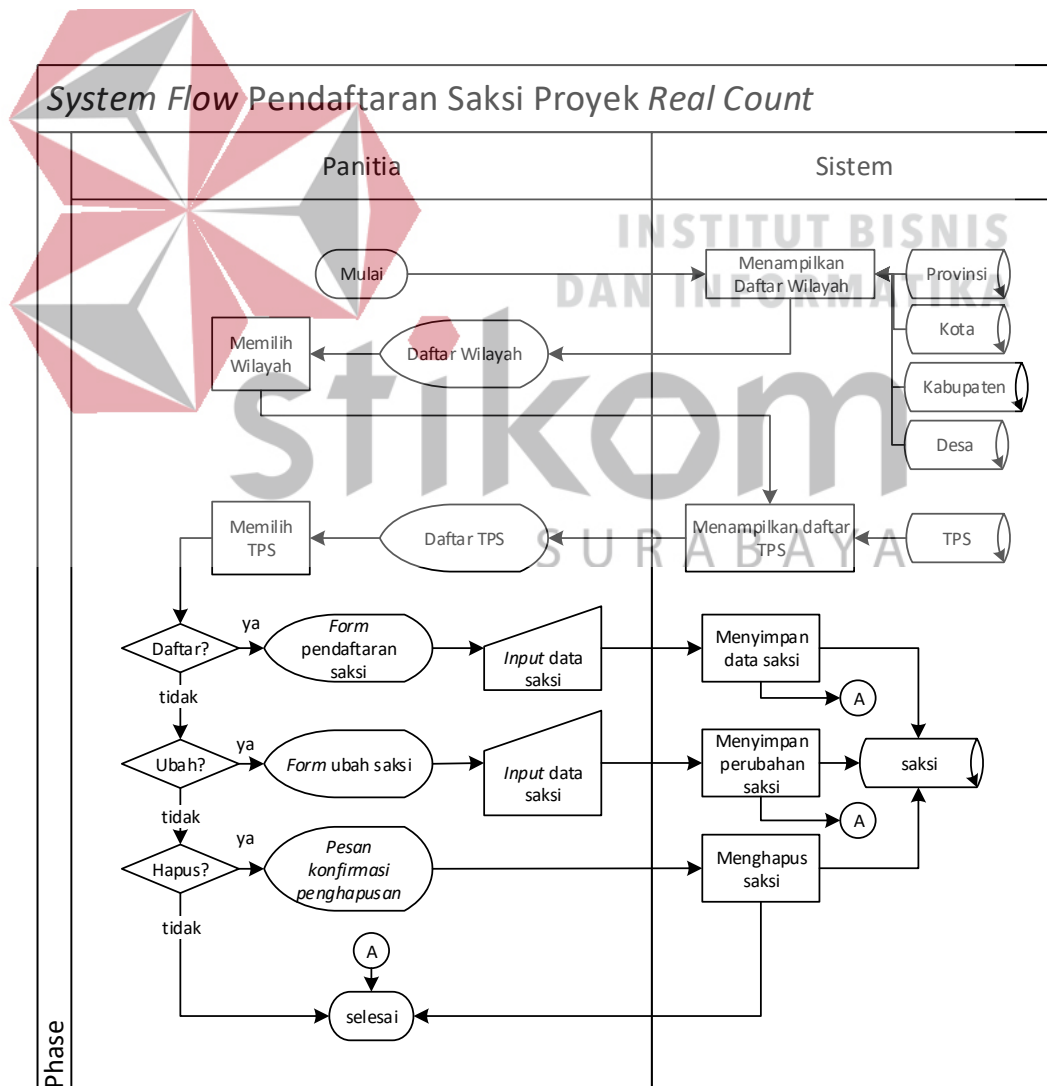 System Flow Pendaftaran Saksi Proyek Real Count
Panitia
Sistem
INSTITUT BISNIS
DAN INFORMATIKA
stikom
SURABAYA
Mulai
Menampilkan
Daftar Wilayah
Provinsi
Kota
Kabupaten
Desa
Daftar Wilayah
Memilih
Wilayah
Memilih
TPS
Daftar TPS
Menampilkan daftar
TPS
TPS
Daftar?
ya
Form
pendaftaran
saksi
Input data
saksi
Menyimpan
data saksi
A
tidak
Ubah?
ya
Form ubah saksi
Input data
saksi
Menyimpan
perubahan
saksi
saksi
A
tidak
Hapus?
ya
Pesan
konfirmasi
penghapusan
Menghapus
saksi
tidak
A
selesai
Phase